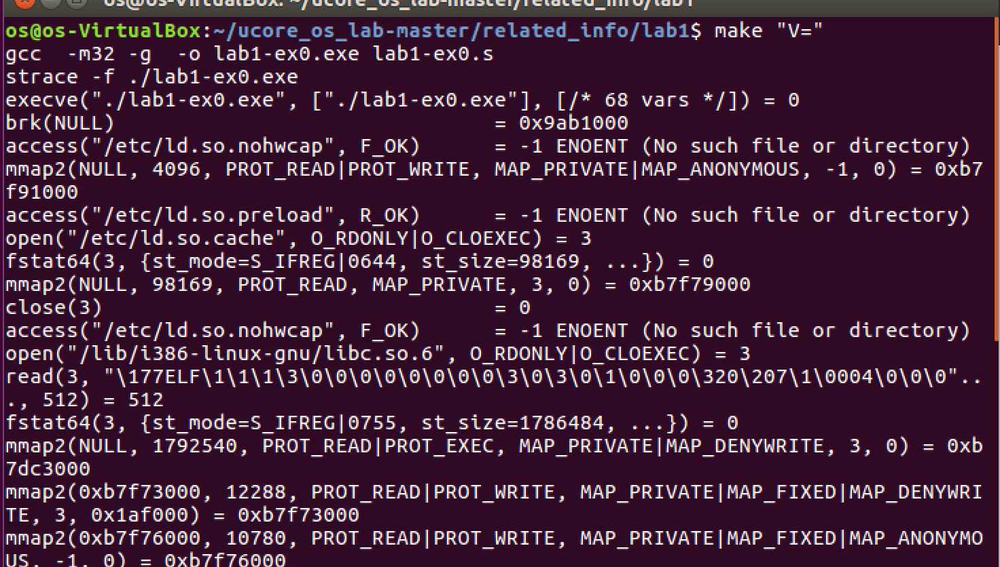 os@os-VirtualBox: ~/ucore_os_lab-master/related_info/lab1
os@os-VirtualBox:~/ucore_os_lab-master/related_info/lab1$ make "V="
gcc  -m32 -g  -o lab1-ex0.exe lab1-ex0.s
strace -f ./lab1-ex0.exe
execve("./lab1-ex0.exe", ["./lab1-ex0.exe"], [/* 68 vars */]) = 0
brk(NULL)                               = 0x9ab1000
access("/etc/ld.so.nohwcap", F_OK)      = -1 ENOENT (No such file or directory)
mmap2(NULL, 4096, PROT_READ|PROT_WRITE, MAP_PRIVATE|MAP_ANONYMOUS, -1, 0) = 0xb7
f91000
access("/etc/ld.so.preload", R_OK)      = -1 ENOENT (No such file or directory)
open("/etc/ld.so.cache", O_RDONLY|O_CLOEXEC) = 3
fstat64(3, {st_mode=S_IFREG|0644, st_size=98169, ...}) = 0
mmap2(NULL, 98169, PROT_READ, MAP_PRIVATE, 3, 0) = 0xb7f79000
close(3)                                = 0
access("/etc/ld.so.nohwcap", F_OK)      = -1 ENOENT (No such file or directory)
open("/lib/i386-linux-gnu/libc.so.6", O_RDONLY|O_CLOEXEC) = 3
read(3, "\177ELF\1\1\1\3\0\0\0\0\0\0\0\0\3\0\3\0\1\0\0\0\320\207\1\0004\0\0\0"..
., 512) = 512
fstat64(3, {st_mode=S_IFREG|0755, st_size=1786484, ...}) = 0
mmap2(NULL, 1792540, PROT_READ|PROT_EXEC, MAP_PRIVATE|MAP_DENYWRITE, 3, 0) = 0xb
7dc3000
mmap2(0xb7f73000, 12288, PROT_READ|PROT_WRITE, MAP_PRIVATE|MAP_FIXED|MAP_DENYWRI
TE, 3, 0x1af000) = 0xb7f73000
mmap2(0xb7f76000, 10780, PROT_READ|PROT_WRITE, MAP_PRIVATE|MAP_FIXED|MAP_ANONYMO
US, -1, 0) = 0xb7f76000